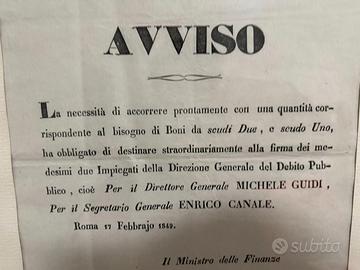 AVVISO
La necessità di accorrere prontamente con una quantità cor-
rispondente al bisogno di Boni da scudi Due, e scudo Uno,
ha obbligato di destinare straordinariamente alla firma dei me-
desimi due Impiegati della Direzione Generale del Debito Pub-
blico, cioè Per il Direttore Generale MICHELE GUIDI,
Per il Segretario Generale ENRICO CANALE.
Roma 17 Febbrajo 1849.
Il Ministro delle Finanze
subito